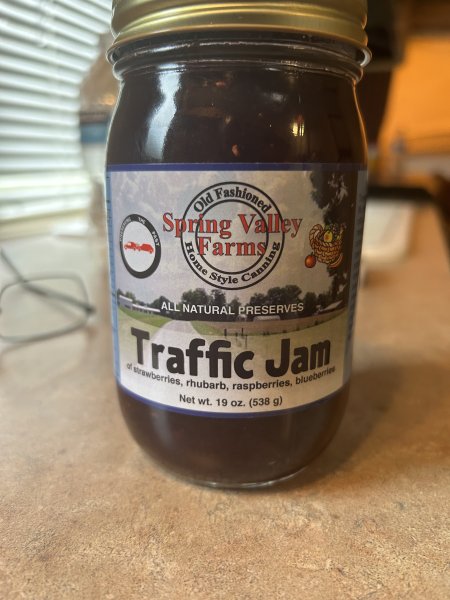 Old Fashioned
Spring Valley
Farms
Home Style Canning
ALL NATURAL PRESERVES
Traffic Jam
of strawberries, rhubarb, raspberries, blueberries
Net wt. 19 oz. (538 g)